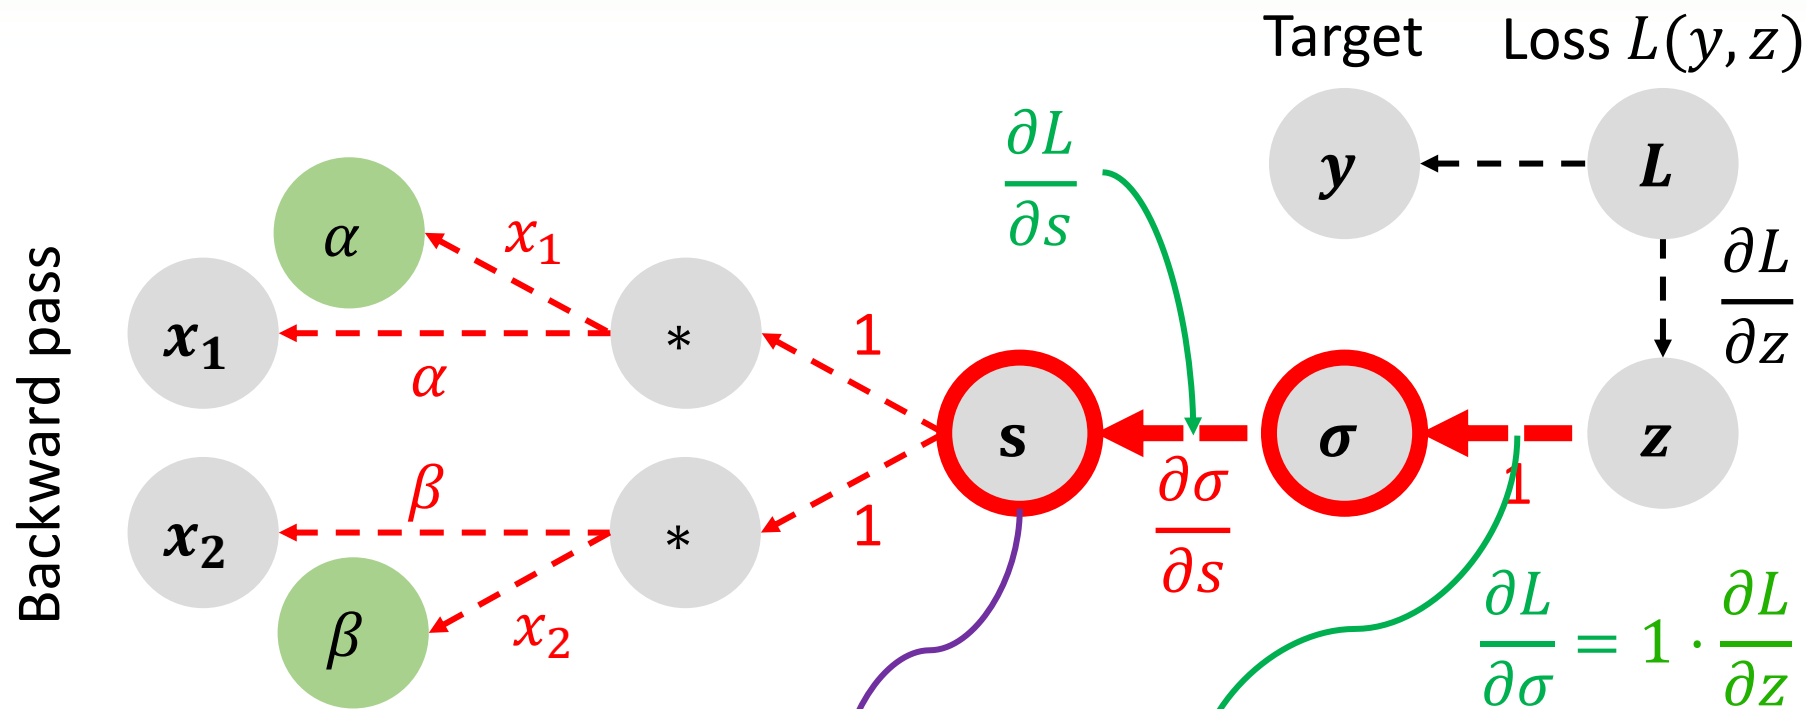 Backward pass
Target
Loss L(y, z)
y
L
∂L/∂z
z
∂L/∂s
α
x₁
x₁
α
*
1
s
∂σ/∂s
σ
1
β
x₂
*
1
β
x₂
∂L/∂σ = 1 · ∂L/∂z